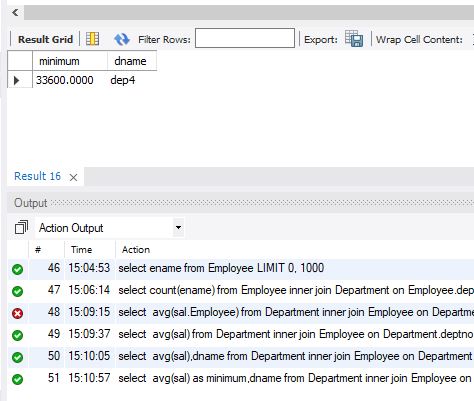 Result Grid Filter Rows: Export: Wrap Cell Content:
minimum dname
33600.0000 dep4
Result 16
Output
Action Output
# Time Action
46 15:04:53 select ename from Employee LIMIT 0, 1000
47 15:06:14 select count(ename) from Employee inner join Department on Employee.dep
48 15:09:15 select avg(sal.Employee) from Department inner join Employee on Departm
49 15:09:37 select avg(sal) from Department inner join Employee on Department.deptno
50 15:10:05 select avg(sal),dname from Department inner join Employee on Department
51 15:10:57 select avg(sal) as minimum,dname from Department inner join Employee on